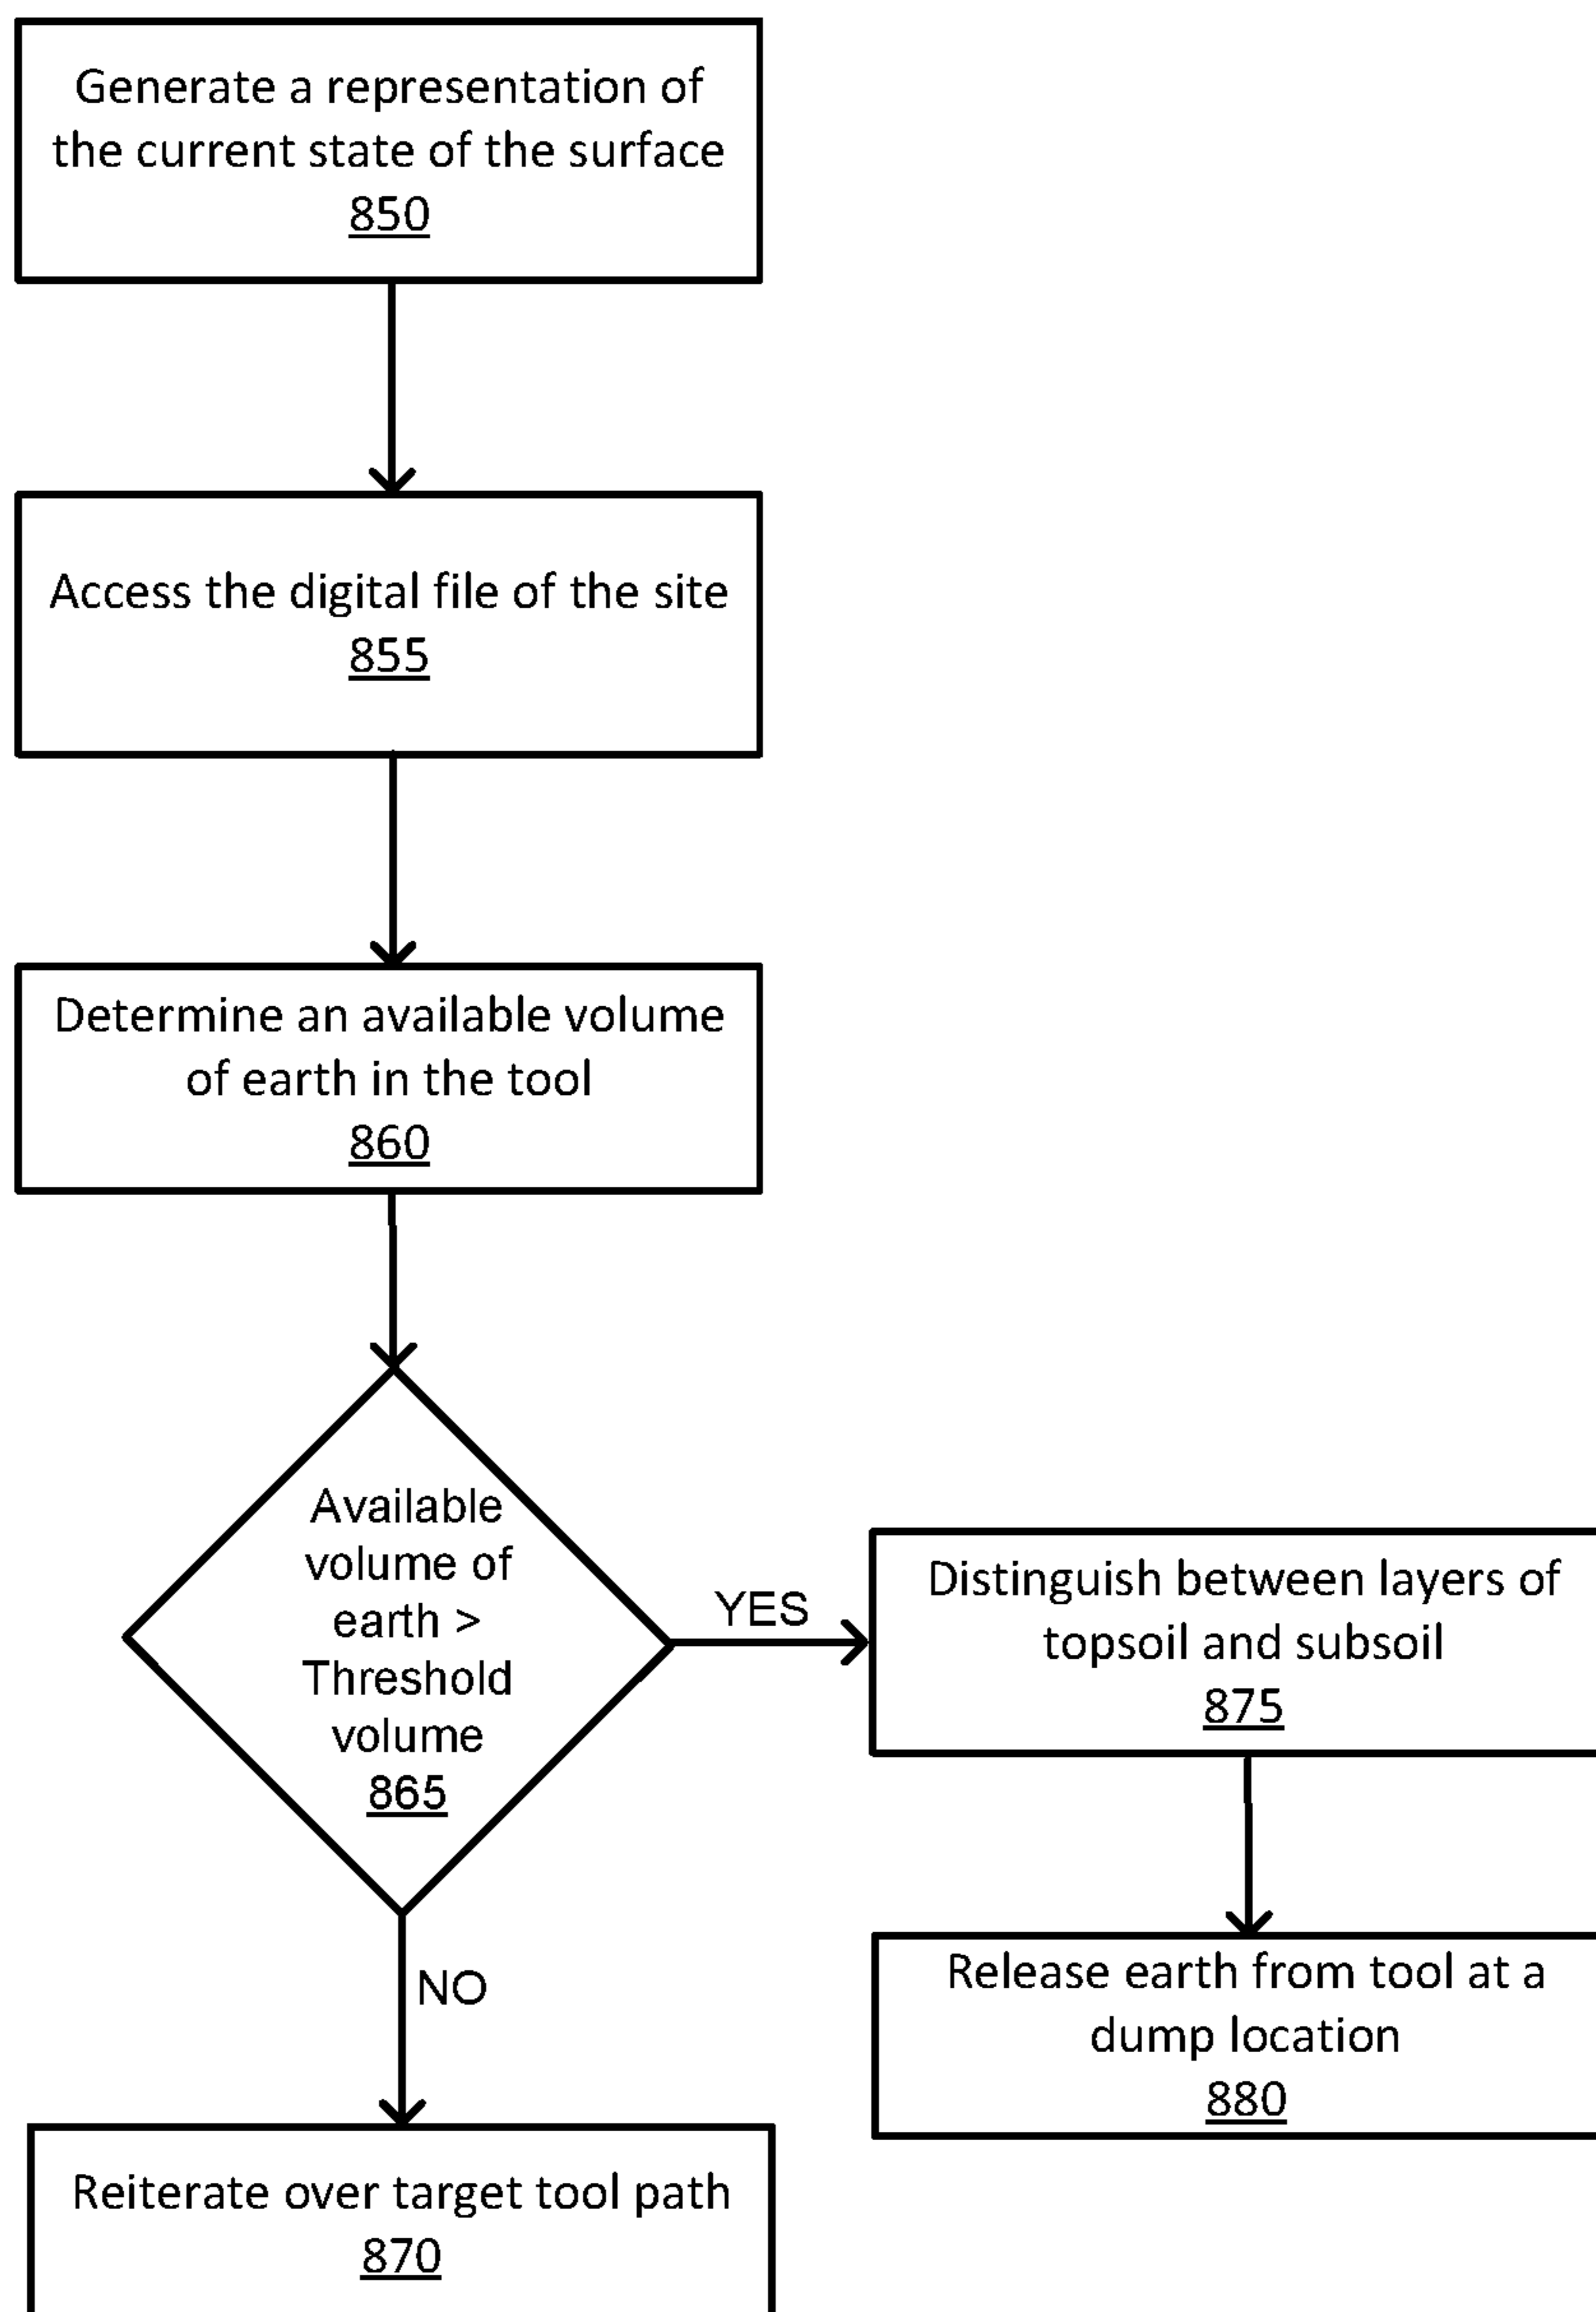 Generate a representation of
the current state of the surface
850
Access the digital file of the site
855
Determine an available volume
of earth in the tool
860
Available
volume of
earth >
Threshold
volume
865
YES
Distinguish between layers of
topsoil and subsoil
875
Release earth from tool at a
dump location
880
NO
Reiterate over target tool path
870